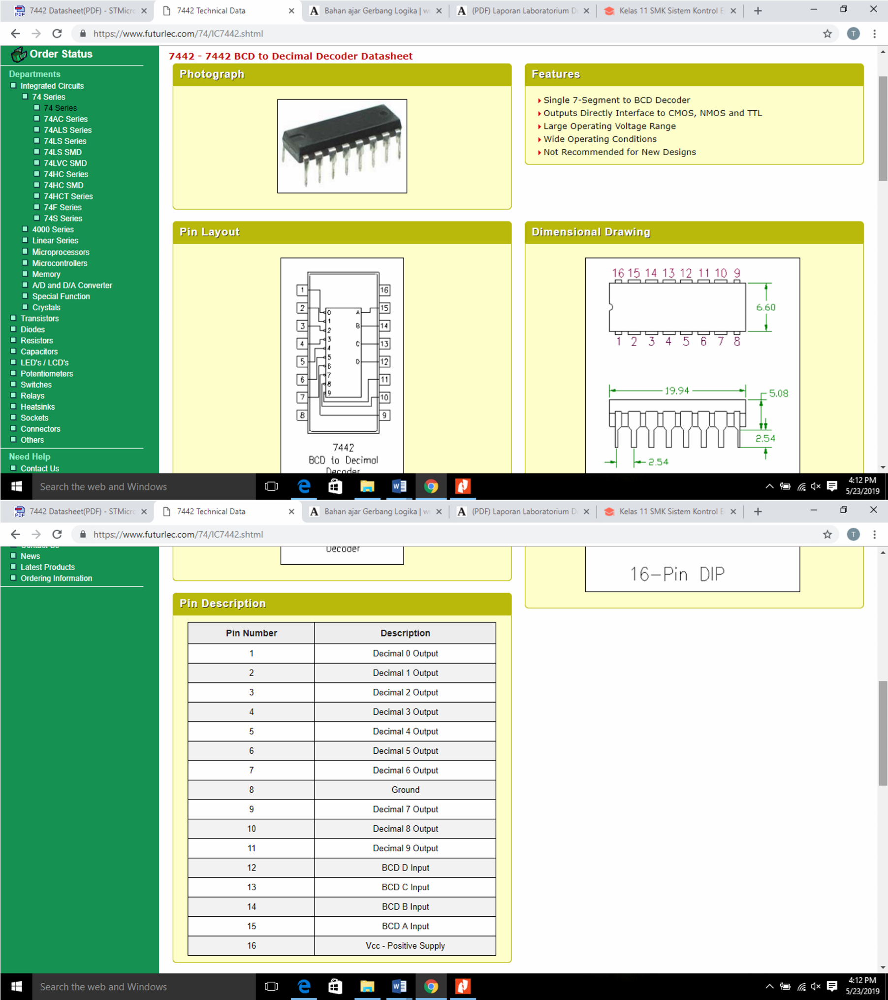 7442 Datasheet(PDF) - STMicro
7442 Technical Data
Bahan ajar Gerbang Logika | w
(PDF) Laporan Laboratorium D
Kelas 11 SMK Sistem Kontrol E
https://www.futurlec.com/74/IC7442.shtml
T
Order Status
Departments
Integrated Circuits
74 Series
74 Series
74AC Series
74ALS Series
74LS Series
74LS SMD
74LVC SMD
74HC Series
74HC SMD
74HCT Series
74F Series
74S Series
4000 Series
Linear Series
Microprocessors
Microcontrollers
Memory
A/D and D/A Converter
Special Function
Crystals
Transistors
Diodes
Resistors
Capacitors
LED's / LCD's
Potentiometers
Switches
Relays
Heatsinks
Sockets
Connectors
Others
Need Help
Contact Us
7442 - 7442 BCD to Decimal Decoder Datasheet
Photograph
Features
Single 7-Segment to BCD Decoder
Outputs Directly Interface to CMOS, NMOS and TTL
Large Operating Voltage Range
Wide Operating Conditions
Not Recommended for New Designs
Pin Layout
1 16
2 0 A 15
3 1 B 14
4 2 C 13
5 3 D 12
6 4 11
7 5 10
8 6 9
7
8
9
7442
BCD to Decimal
Decoder
Dimensional Drawing
16 15 14 13 12 11 10 9
6.60
1 2 3 4 5 6 7 8
19.94
5.08
2.54
2.54
Search the web and Windows
4:12 PM
5/23/2019
7442 Datasheet(PDF) - STMicro
7442 Technical Data
Bahan ajar Gerbang Logika | w
(PDF) Laporan Laboratorium D
Kelas 11 SMK Sistem Kontrol E
https://www.futurlec.com/74/IC7442.shtml
T
Contact Us
News
Latest Products
Ordering Information
Decoder
16-Pin DIP
Pin Description
Pin Number Description
1 Decimal 0 Output
2 Decimal 1 Output
3 Decimal 2 Output
4 Decimal 3 Output
5 Decimal 4 Output
6 Decimal 5 Output
7 Decimal 6 Output
8 Ground
9 Decimal 7 Output
10 Decimal 8 Output
11 Decimal 9 Output
12 BCD D Input
13 BCD C Input
14 BCD B Input
15 BCD A Input
16 Vcc - Positive Supply
Search the web and Windows
4:12 PM
5/23/2019